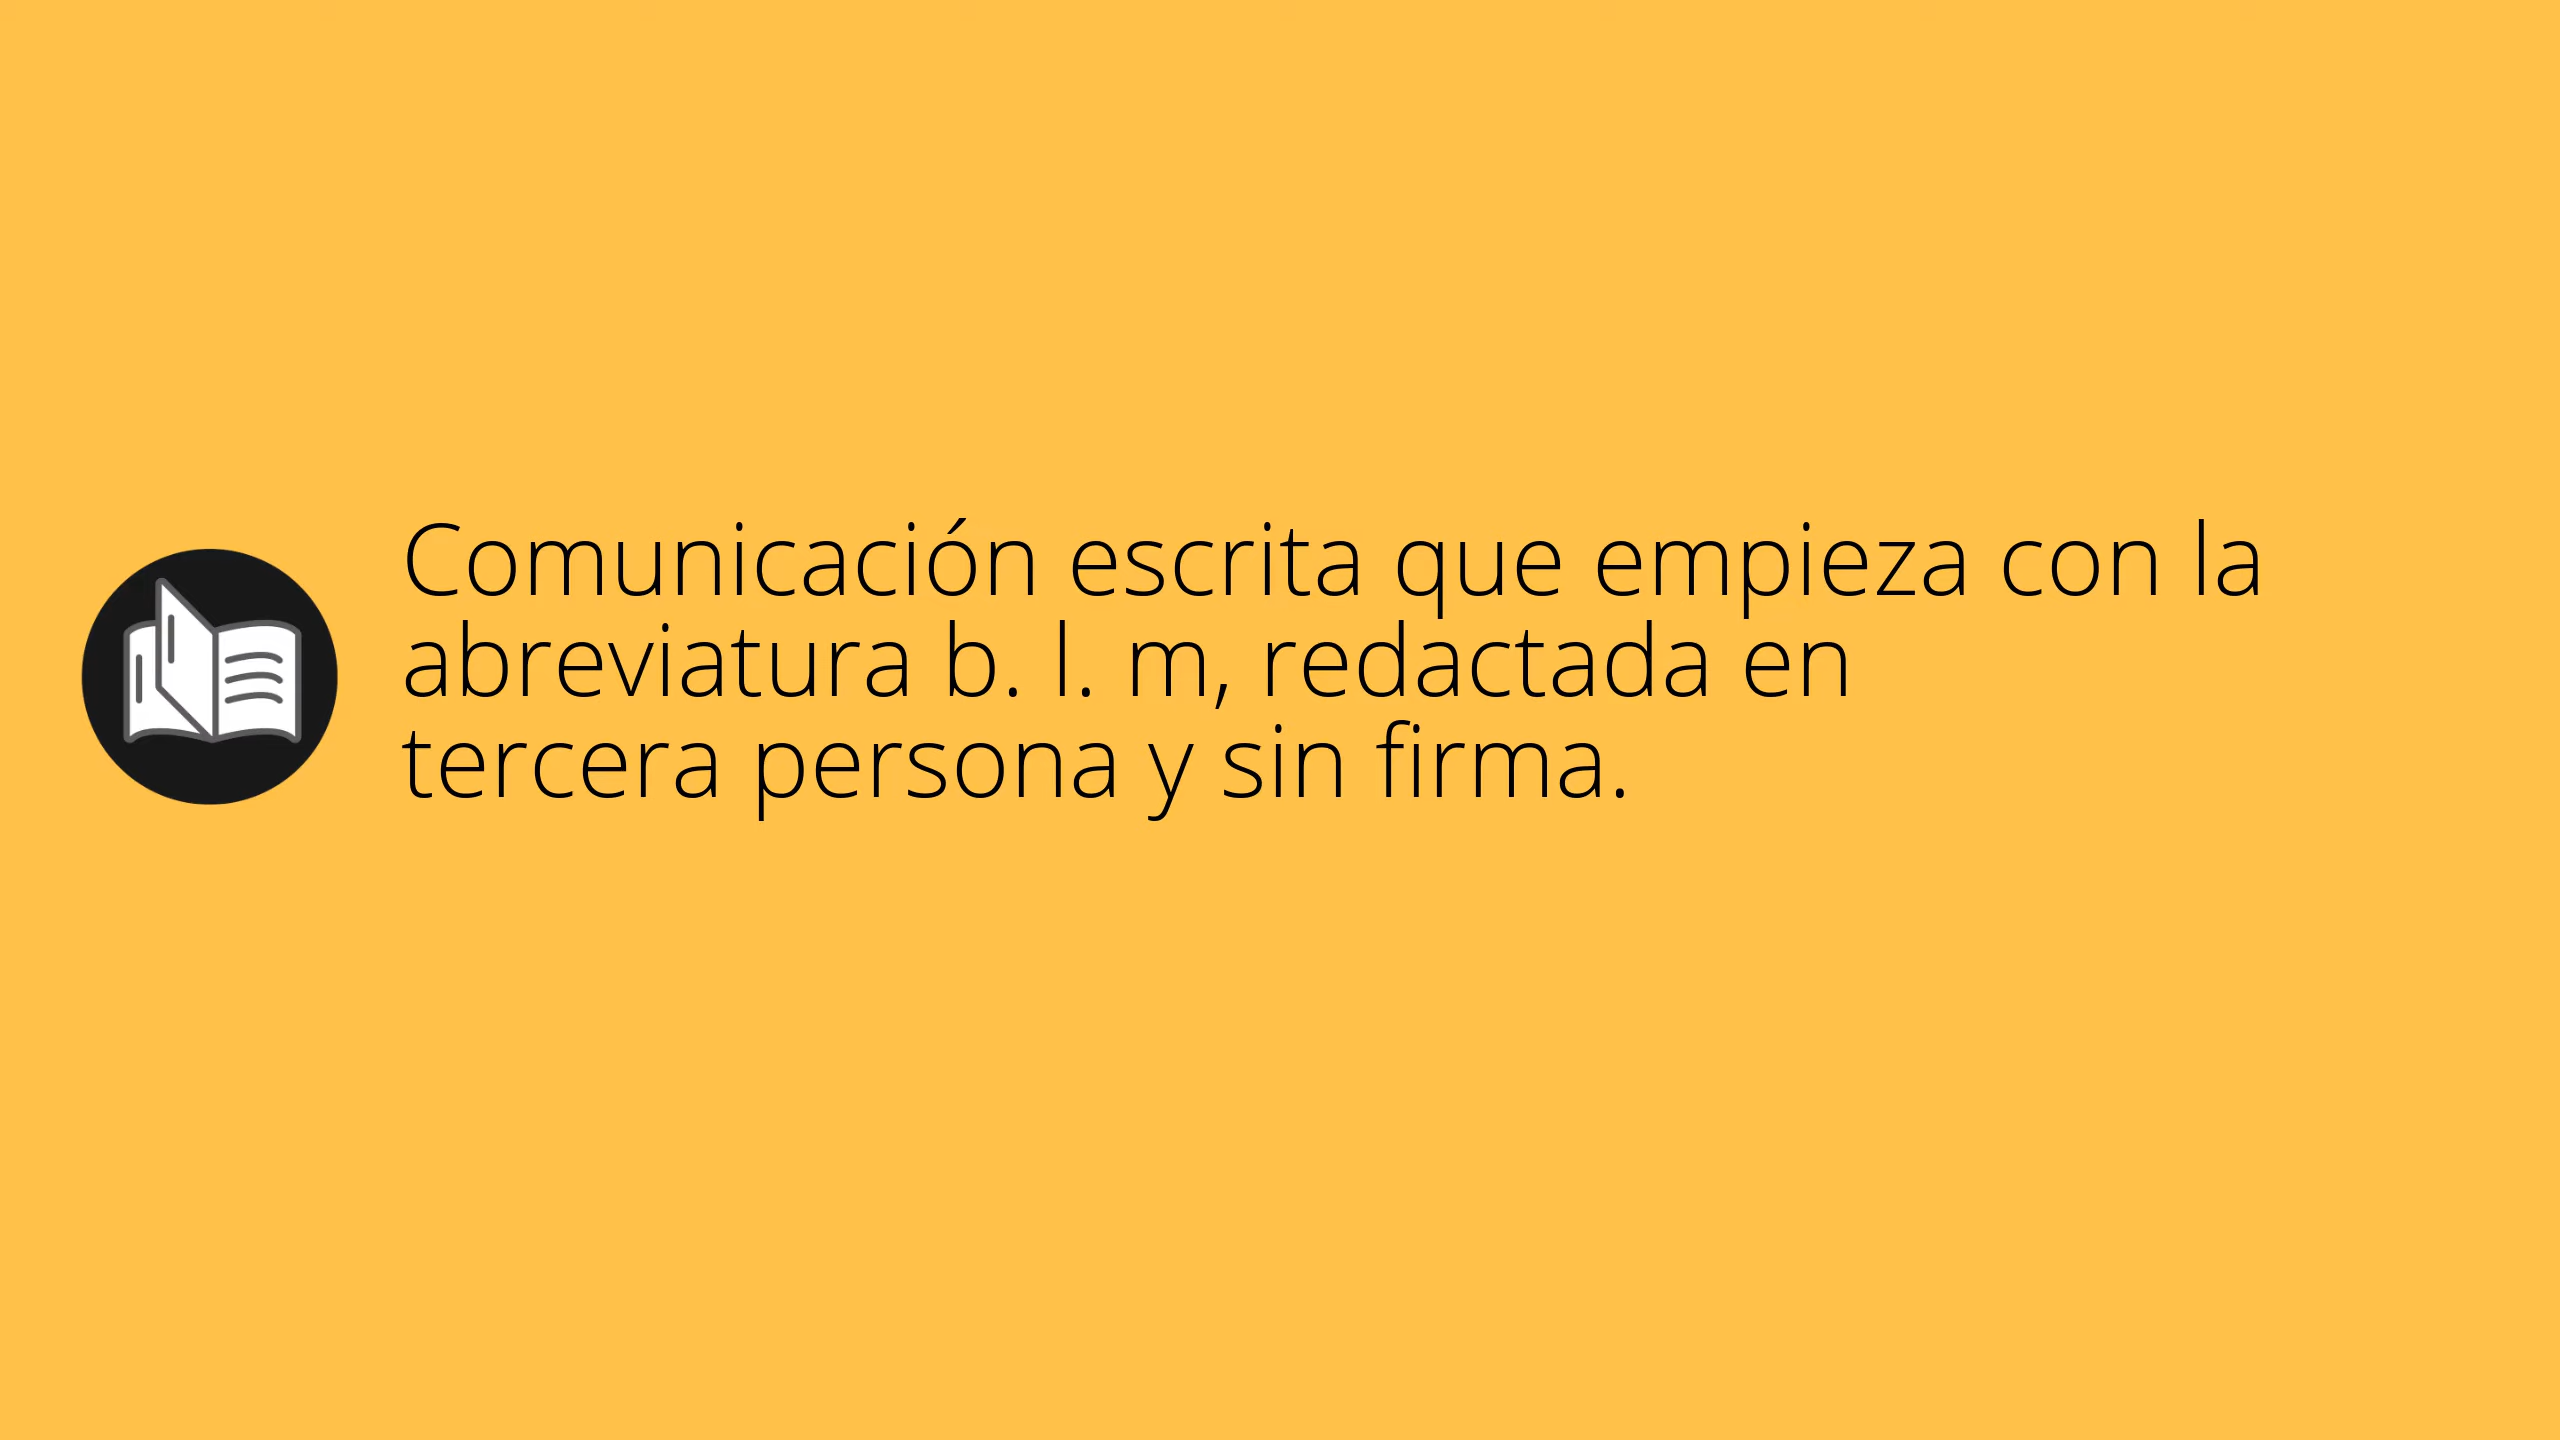 Comunicación escrita que empieza con la
abreviatura b. l. m, redactada en
tercera persona y sin firma.